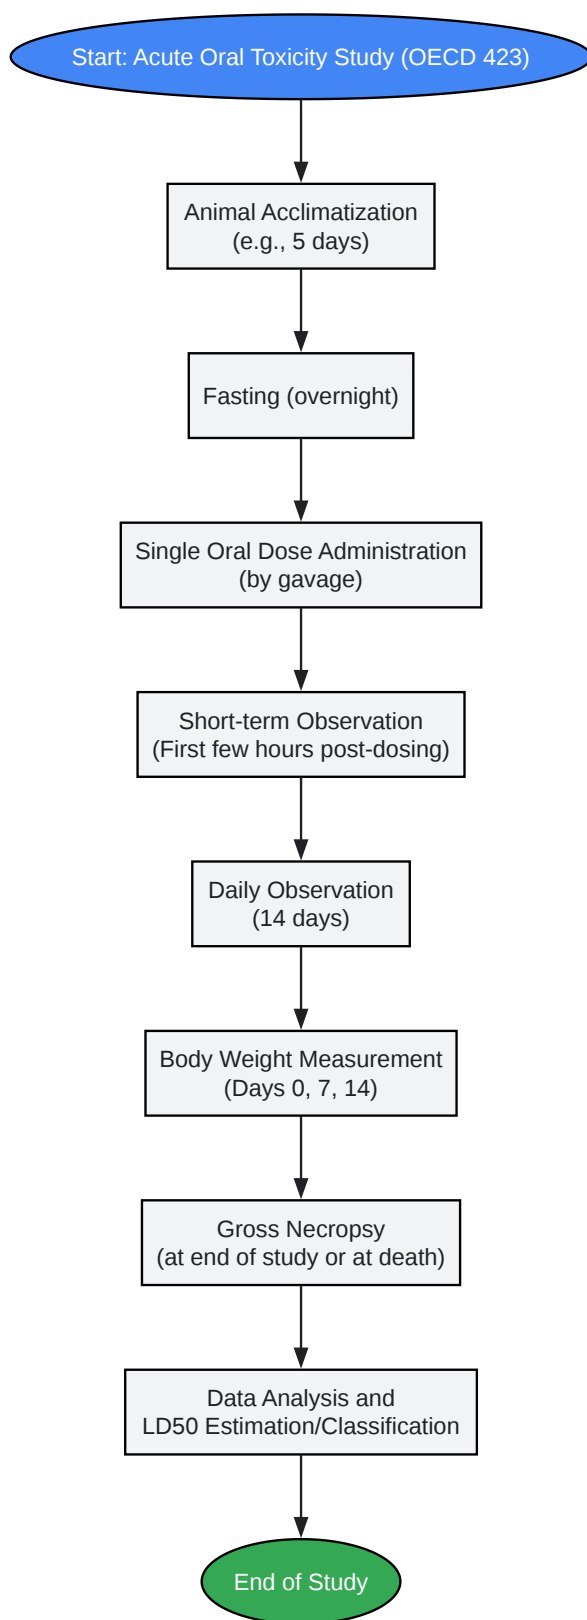 Start: Acute Oral Toxicity Study (OECD 423)
Animal Acclimatization
(e.g., 5 days)
Fasting (overnight)
Single Oral Dose Administration
(by gavage)
Short-term Observation
(First few hours post-dosing)
Daily Observation
(14 days)
Body Weight Measurement
(Days 0, 7, 14)
Gross Necropsy
(at end of study or at death)
Data Analysis and
LD50 Estimation/Classification
End of Study